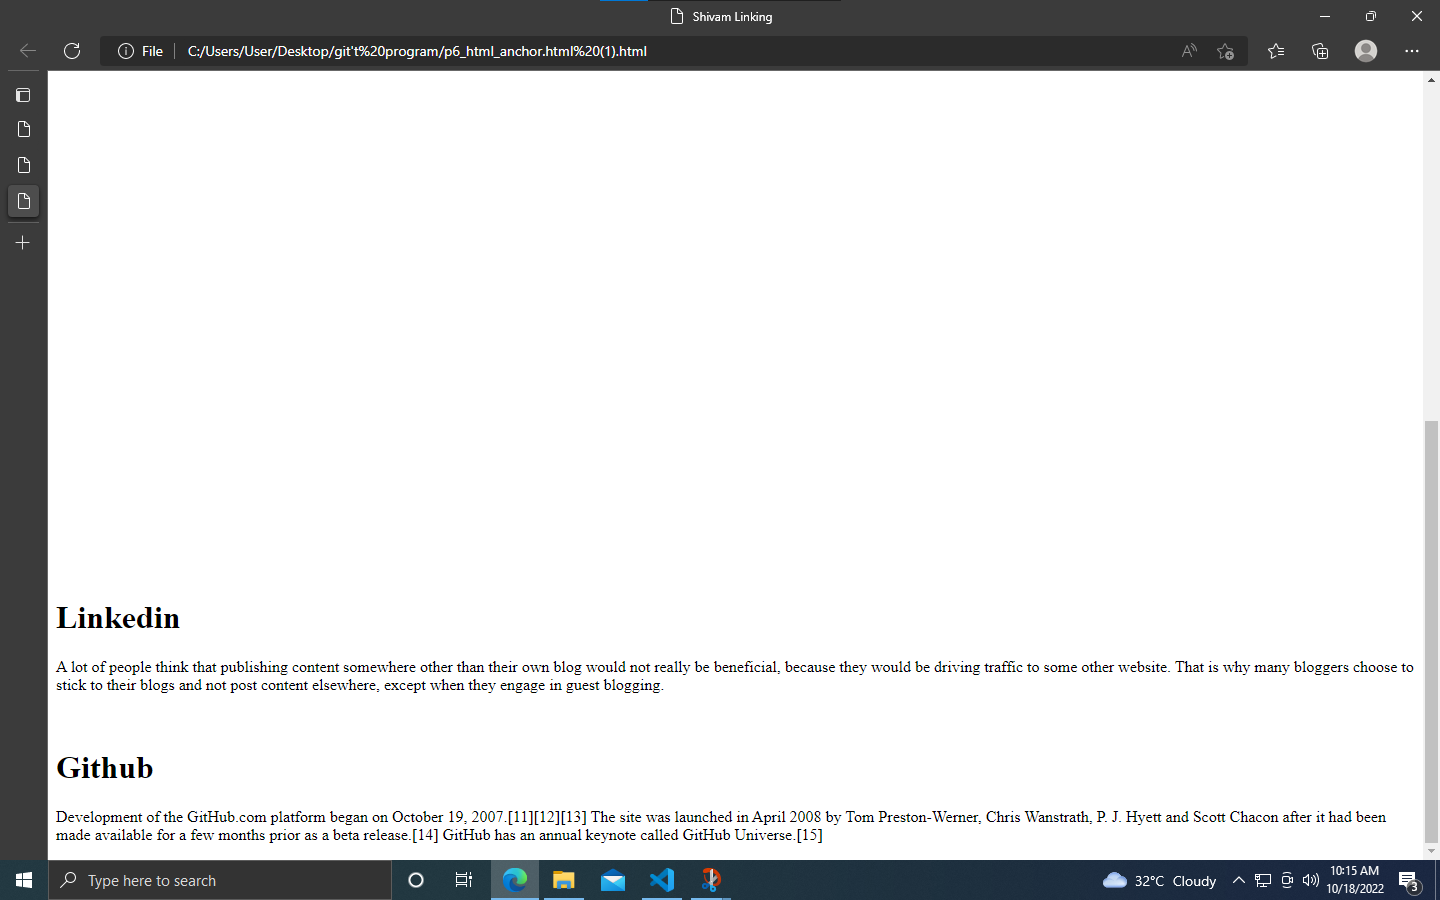 Shivam Linking
File
C:/Users/User/Desktop/git't%20program/p6_html_anchor.html%20(1).html
Linkedin
A lot of people think that publishing content somewhere other than their own blog would not really be beneficial, because they would be driving traffic to some other website. That is why many bloggers choose to
stick to their blogs and not post content elsewhere, except when they engage in guest blogging.
Github
Development of the GitHub.com platform began on October 19, 2007.[11][12][13] The site was launched in April 2008 by Tom Preston-Werner, Chris Wanstrath, P. J. Hyett and Scott Chacon after it had been
made available for a few months prior as a beta release.[14] GitHub has an annual keynote called GitHub Universe.[15]
Type here to search
32°C Cloudy
10:15 AM
10/18/2022
3